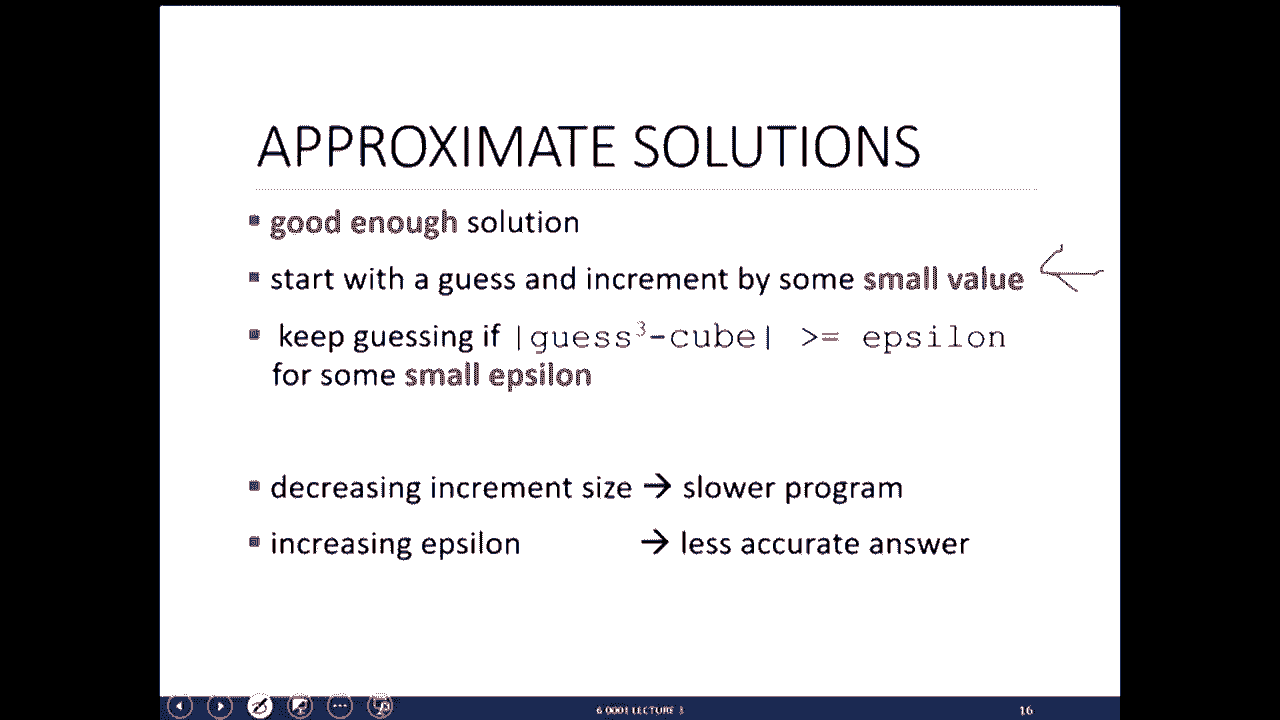 APPROXIMATE SOLUTIONS
▪ good enough solution
▪ start with a guess and increment by some small value
▪ keep guessing if |guess³-cube| >= epsilon
for some small epsilon
▪ decreasing increment size → slower program
▪ increasing epsilon → less accurate answer
6.0001 LECTURE 3
16